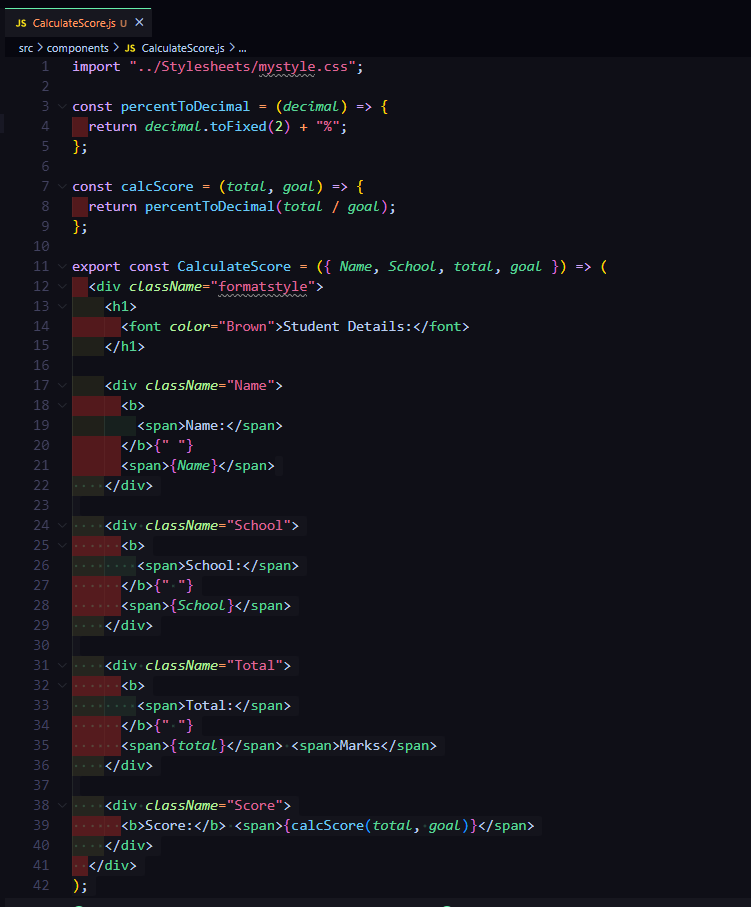 JS CalculateScore.js U ×
src > components > JS CalculateScore.js > ...
1 import "../Stylesheets/mystyle.css";
2
3 const percentToDecimal = (decimal) => {
4   return decimal.toFixed(2) + "%";
5 };
6
7 const calcScore = (total, goal) => {
8   return percentToDecimal(total / goal);
9 };
10
11 export const CalculateScore = ({ Name, School, total, goal }) => (
12   <div className="formatstyle">
13     <h1>
14       <font color="Brown">Student Details:</font>
15     </h1>
16
17     <div className="Name">
18       <b>
19         <span>Name:</span>
20       </b>{" "}
21       <span>{Name}</span>
22     </div>
23
24     <div className="School">
25       <b>
26         <span>School:</span>
27       </b>{" "}
28       <span>{School}</span>
29     </div>
30
31     <div className="Total">
32       <b>
33         <span>Total:</span>
34       </b>{" "}
35       <span>{total}</span> <span>Marks</span>
36     </div>
37
38     <div className="Score">
39       <b>Score:</b> <span>{calcScore(total, goal)}</span>
40     </div>
41   </div>
42 );